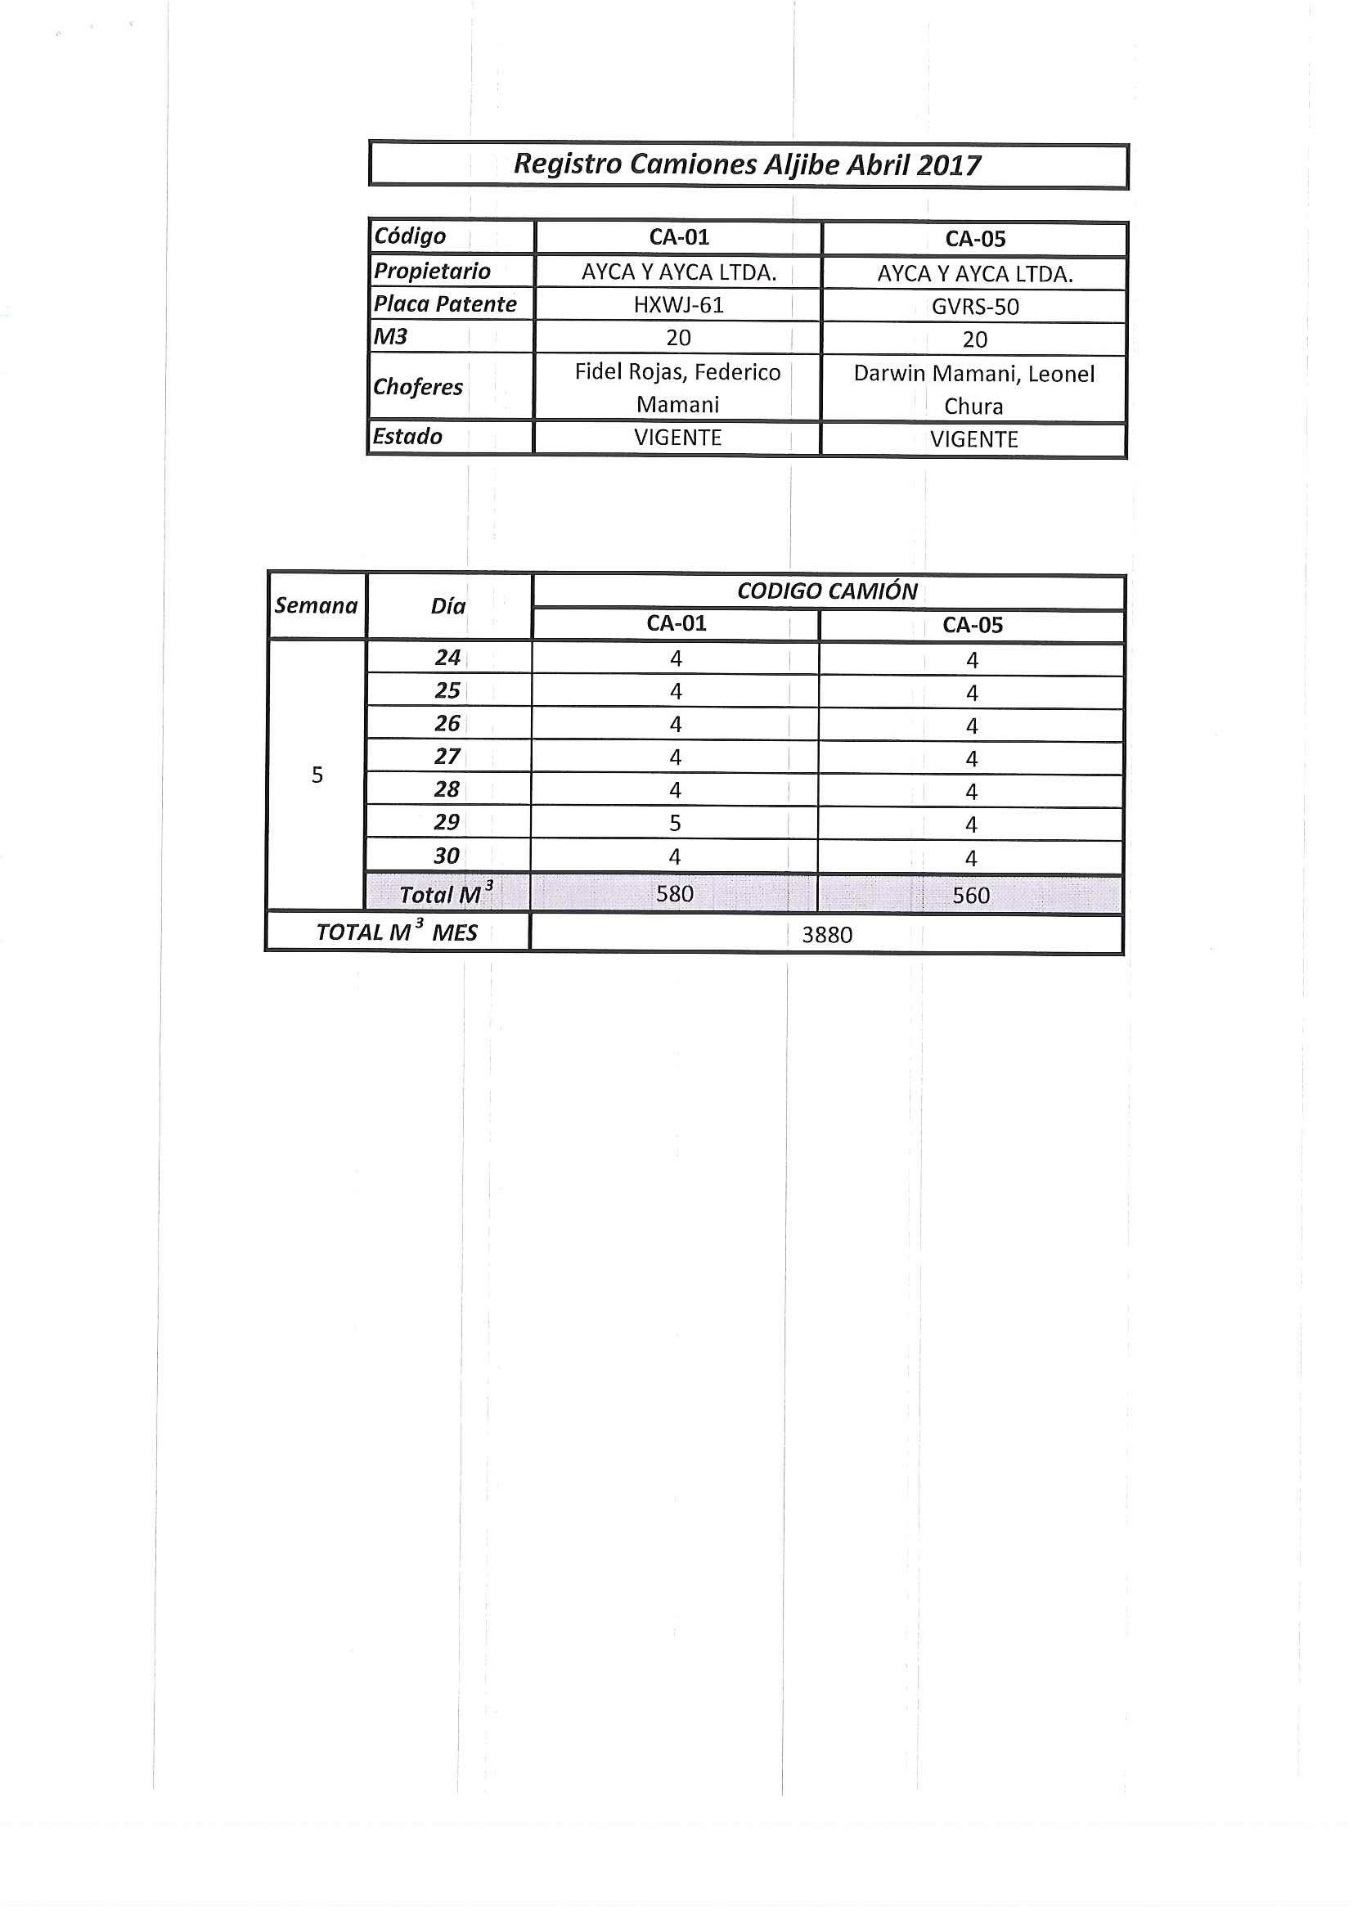 Registro Camiones Aljibe Abril 2017
Código CA-01 CA-05
Propietario AYCA Y AYCA LTDA. AYCA Y AYCA LTDA.
Placa Patente HXWJ-61 GVRS-50
M3 20 20
Choferes Fidel Rojas, Federico Mamani Darwin Mamani, Leonel Chura
Estado VIGENTE VIGENTE
Semana Día CODIGO CAMIÓN
CA-01 CA-05
5
24 4 4
25 4 4
26 4 4
27 4 4
28 4 4
29 5 4
30 4 4
Total M³ 580 560
TOTAL M³ MES 3880